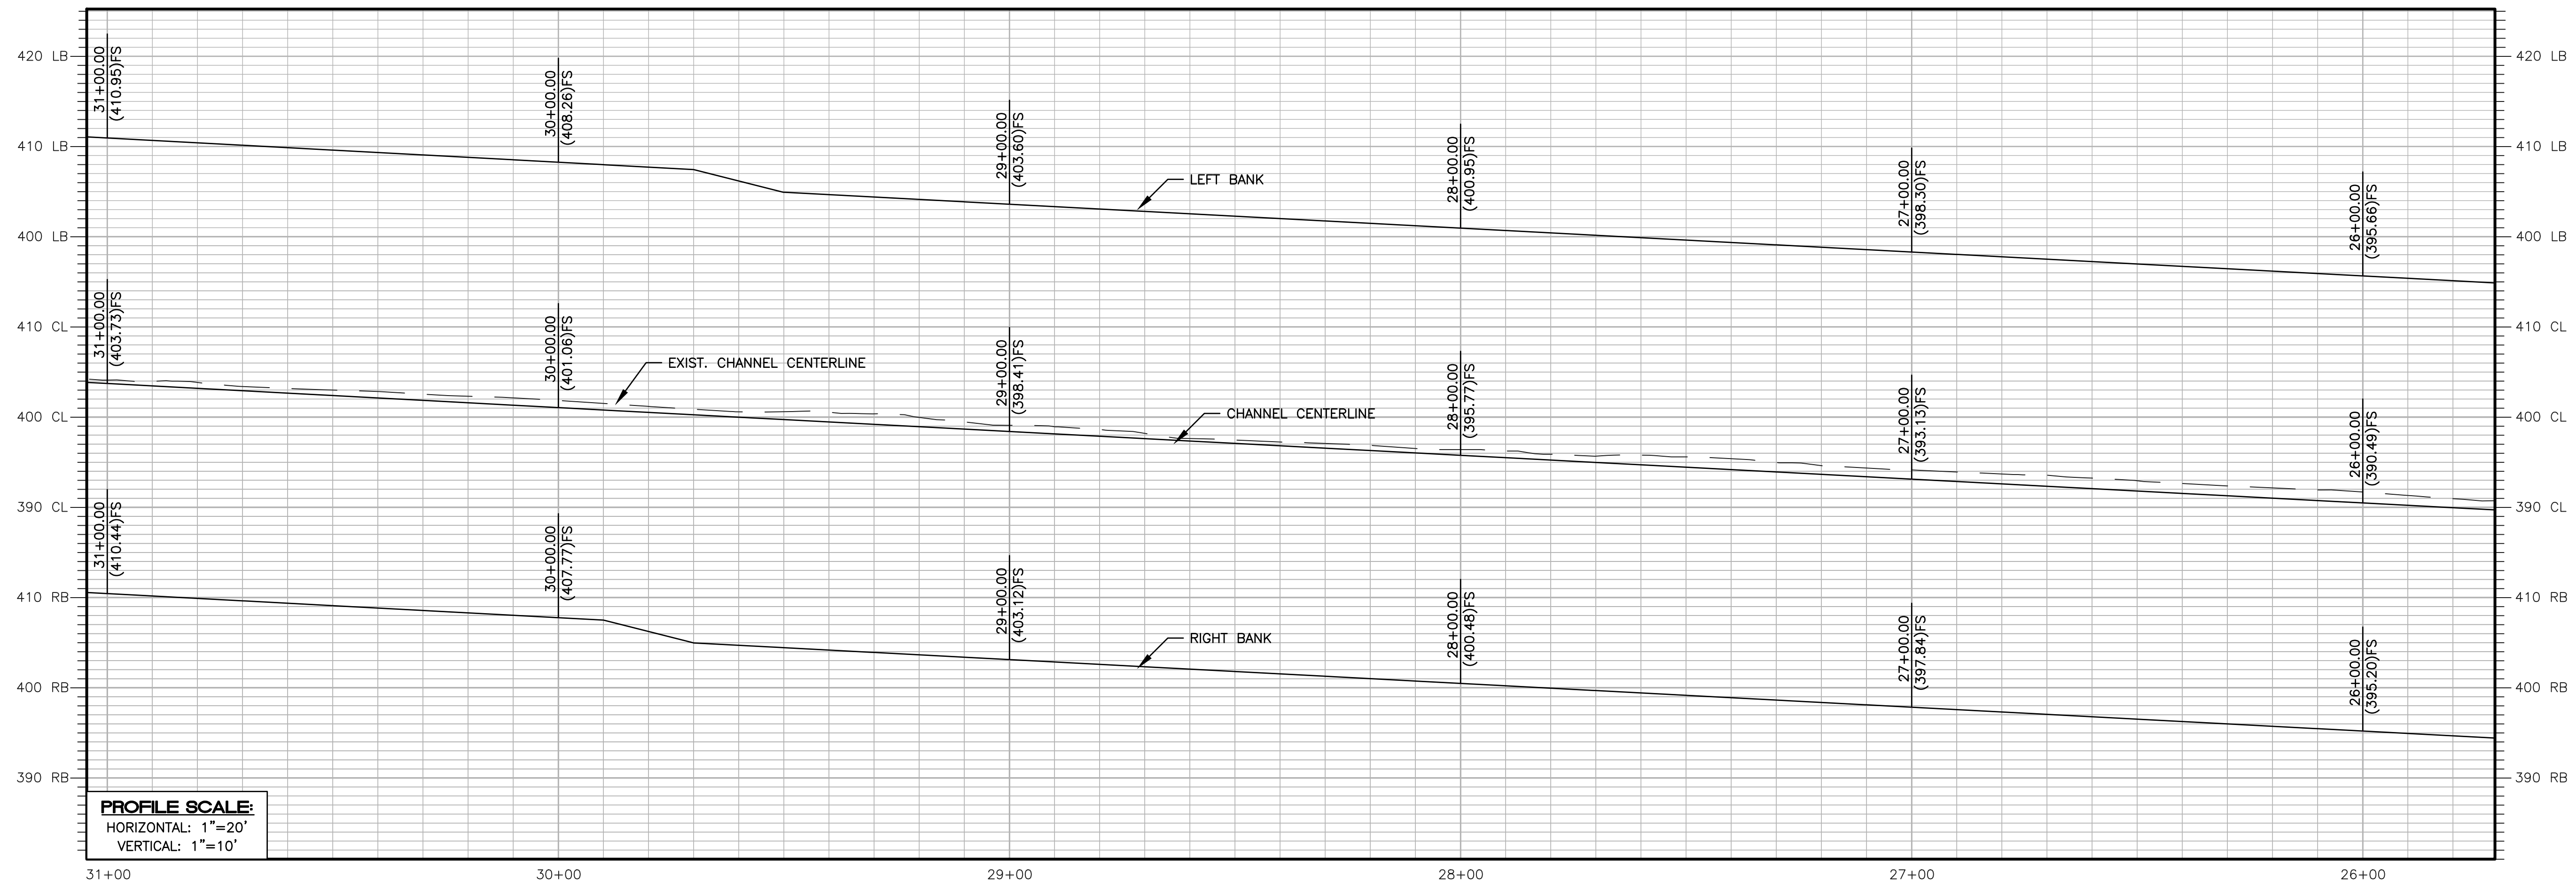 420 LB
420 LB
31+00.00
(410.95)FS
30+00.00
(408.26)FS
29+00.00
(403.60)FS
28+00.00
(400.95)FS
27+00.00
(398.30)FS
26+00.00
(395.66)FS
410 LB
410 LB
LEFT BANK
400 LB
400 LB
31+00.00
(403.73)FS
30+00.00
(401.06)FS
29+00.00
(398.41)FS
28+00.00
(395.77)FS
27+00.00
(393.13)FS
26+00.00
(390.49)FS
410 CL
410 CL
EXIST. CHANNEL CENTERLINE
CHANNEL CENTERLINE
400 CL
400 CL
390 CL
390 CL
31+00.00
(410.44)FS
30+00.00
(407.77)FS
29+00.00
(403.12)FS
28+00.00
(400.48)FS
27+00.00
(397.84)FS
26+00.00
(395.20)FS
410 RB
410 RB
RIGHT BANK
400 RB
400 RB
390 RB
390 RB
PROFILE SCALE:
HORIZONTAL: 1"=20'
VERTICAL: 1"=10'
31+00
30+00
29+00
28+00
27+00
26+00